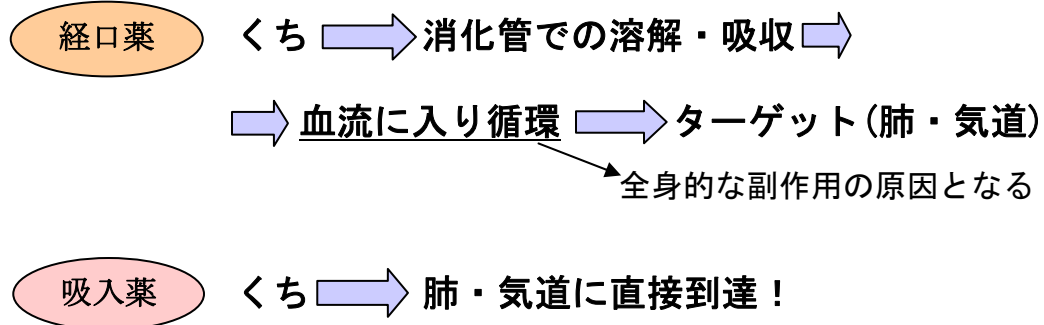 経口薬 くち 消化管での溶解・吸収
血流に入り循環 ターゲット(肺・気道)
全身的な副作用の原因となる
吸入薬 くち 肺・気道に直接到達！